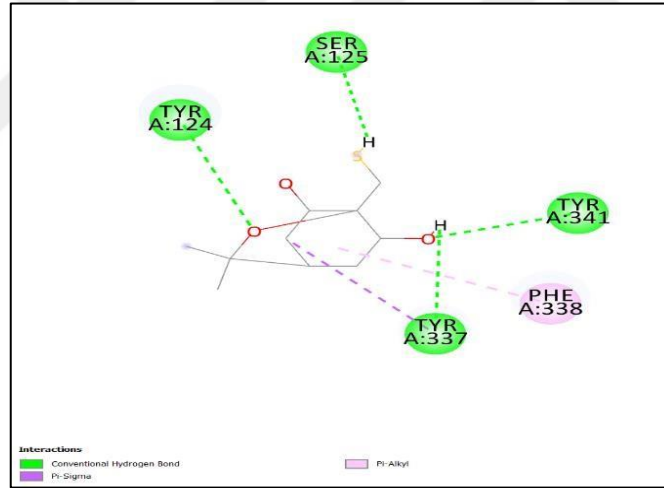 SER
A:125
TYR
A:124
H
S
O
H
TYR
A:341
O
O
PHE
A:338
TYR
A:337
Interactions
Conventional Hydrogen Bond
Pi-Alkyl
Pi-Sigma